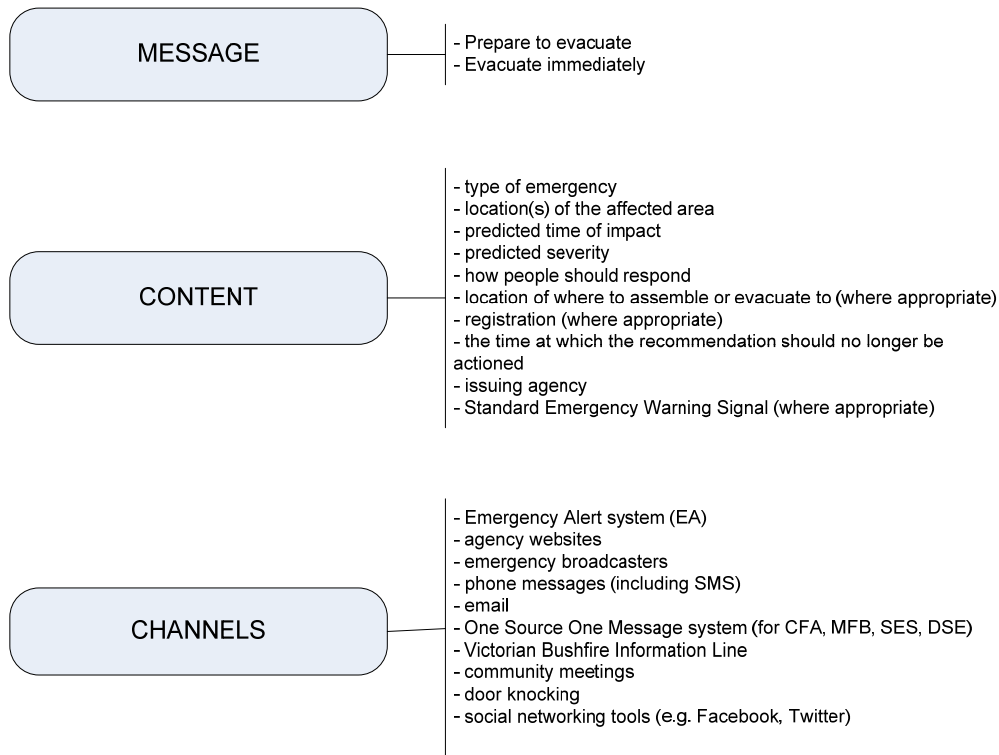 MESSAGE
- Prepare to evacuate
- Evacuate immediately
CONTENT
- type of emergency
- location(s) of the affected area
- predicted time of impact
- predicted severity
- how people should respond
- location of where to assemble or evacuate to (where appropriate)
- registration (where appropriate)
- the time at which the recommendation should no longer be
actioned
- issuing agency
- Standard Emergency Warning Signal (where appropriate)
CHANNELS
- Emergency Alert system (EA)
- agency websites
- emergency broadcasters
- phone messages (including SMS)
- email
- One Source One Message system (for CFA, MFB, SES, DSE)
- Victorian Bushfire Information Line
- community meetings
- door knocking
- social networking tools (e.g. Facebook, Twitter)